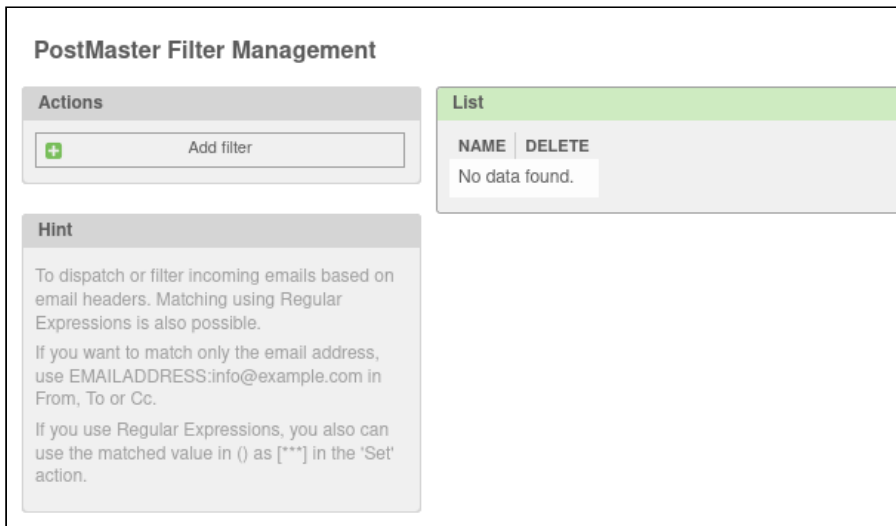 PostMaster Filter Management
Actions
Add filter
Hint
To dispatch or filter incoming emails based on
email headers. Matching using Regular
Expressions is also possible.
If you want to match only the email address,
use EMAILADDRESS:info@example.com in
From, To or Cc.
If you use Regular Expressions, you also can
use the matched value in () as [***] in the 'Set'
action.
List
NAME DELETE
No data found.